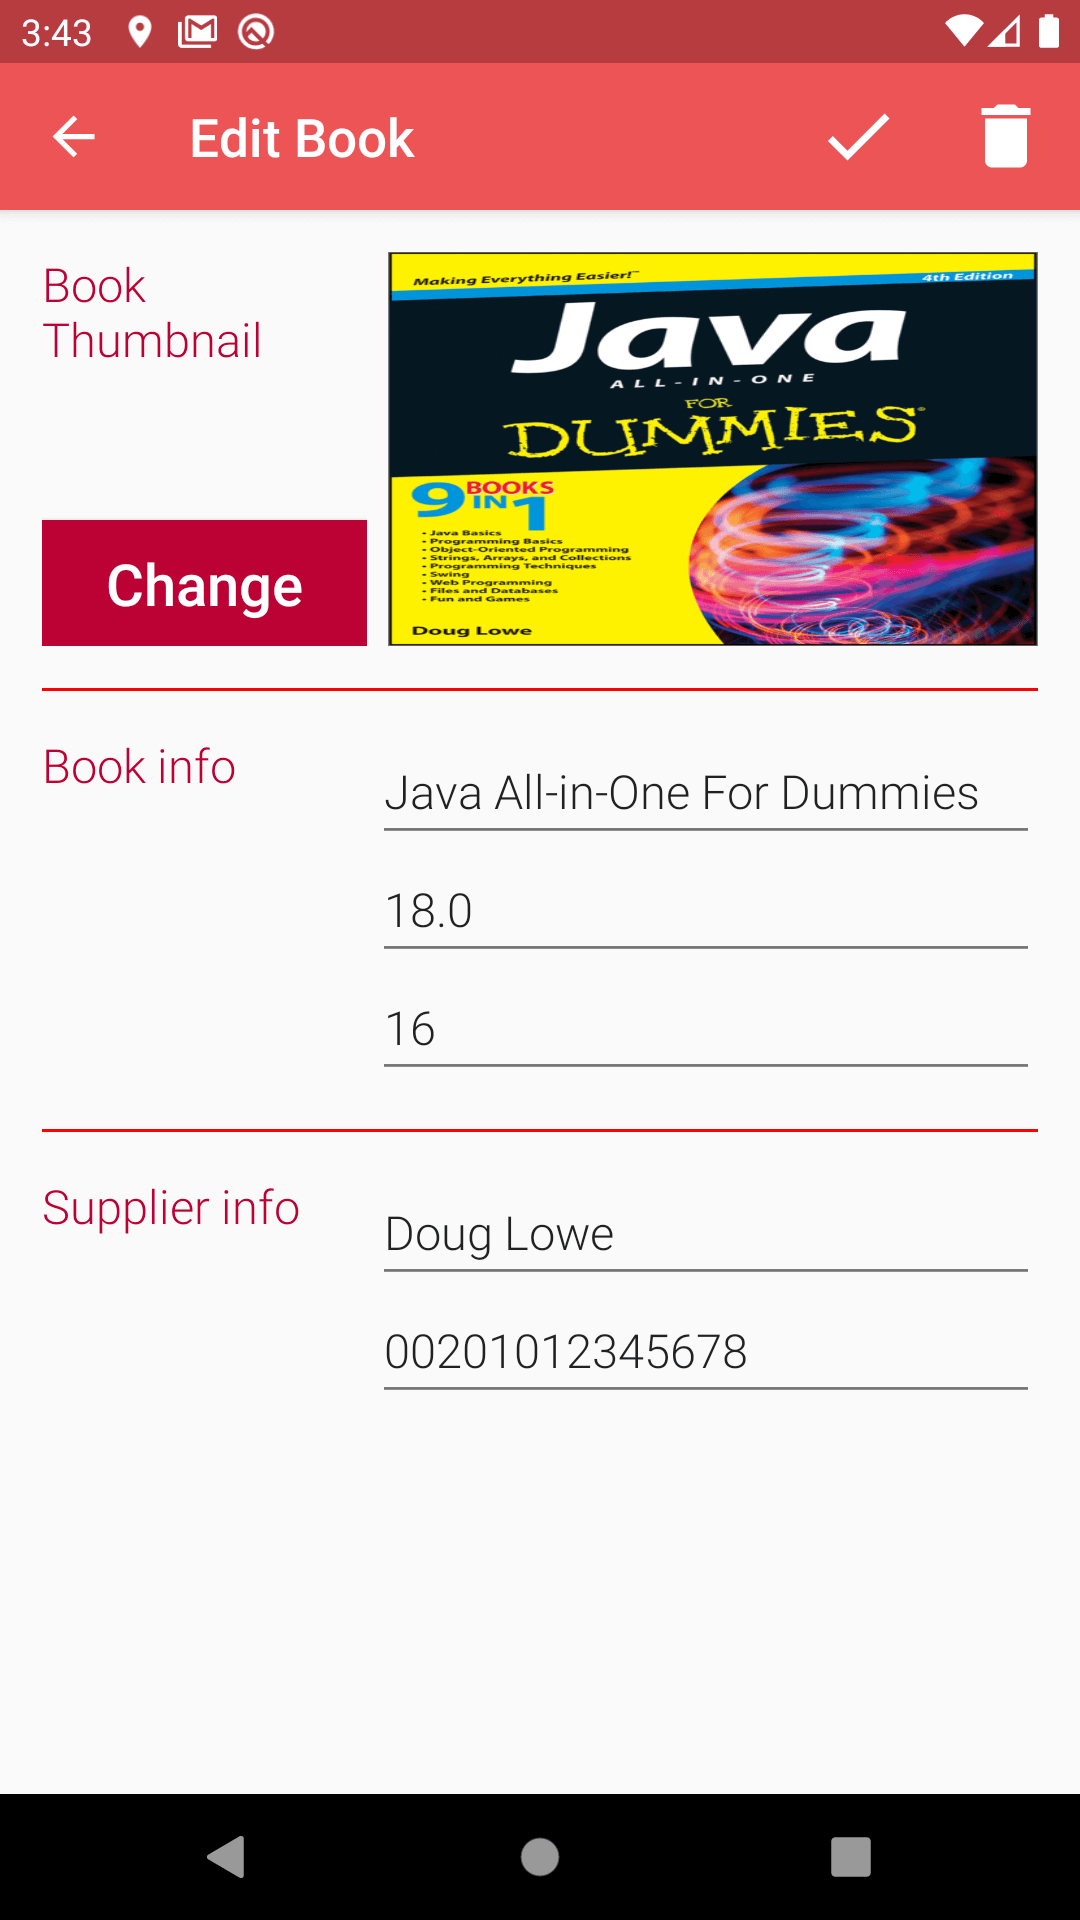 3:43
Edit Book
Book
Thumbnail
Making Everything Easier!™
4th Edition
Java
ALL-IN-ONE
FOR
DUMMIES®
9 BOOKS
IN 1
• Java Basics
• Programming Basics
• Object-Oriented Programming
• Strings, Arrays, and Collections
• Programming Techniques
• Swing
• Web Programming
• Files and Databases
• Fun and Games
Doug Lowe
Change
Book info
Java All-in-One For Dummies
18.0
16
Supplier info
Doug Lowe
00201012345678